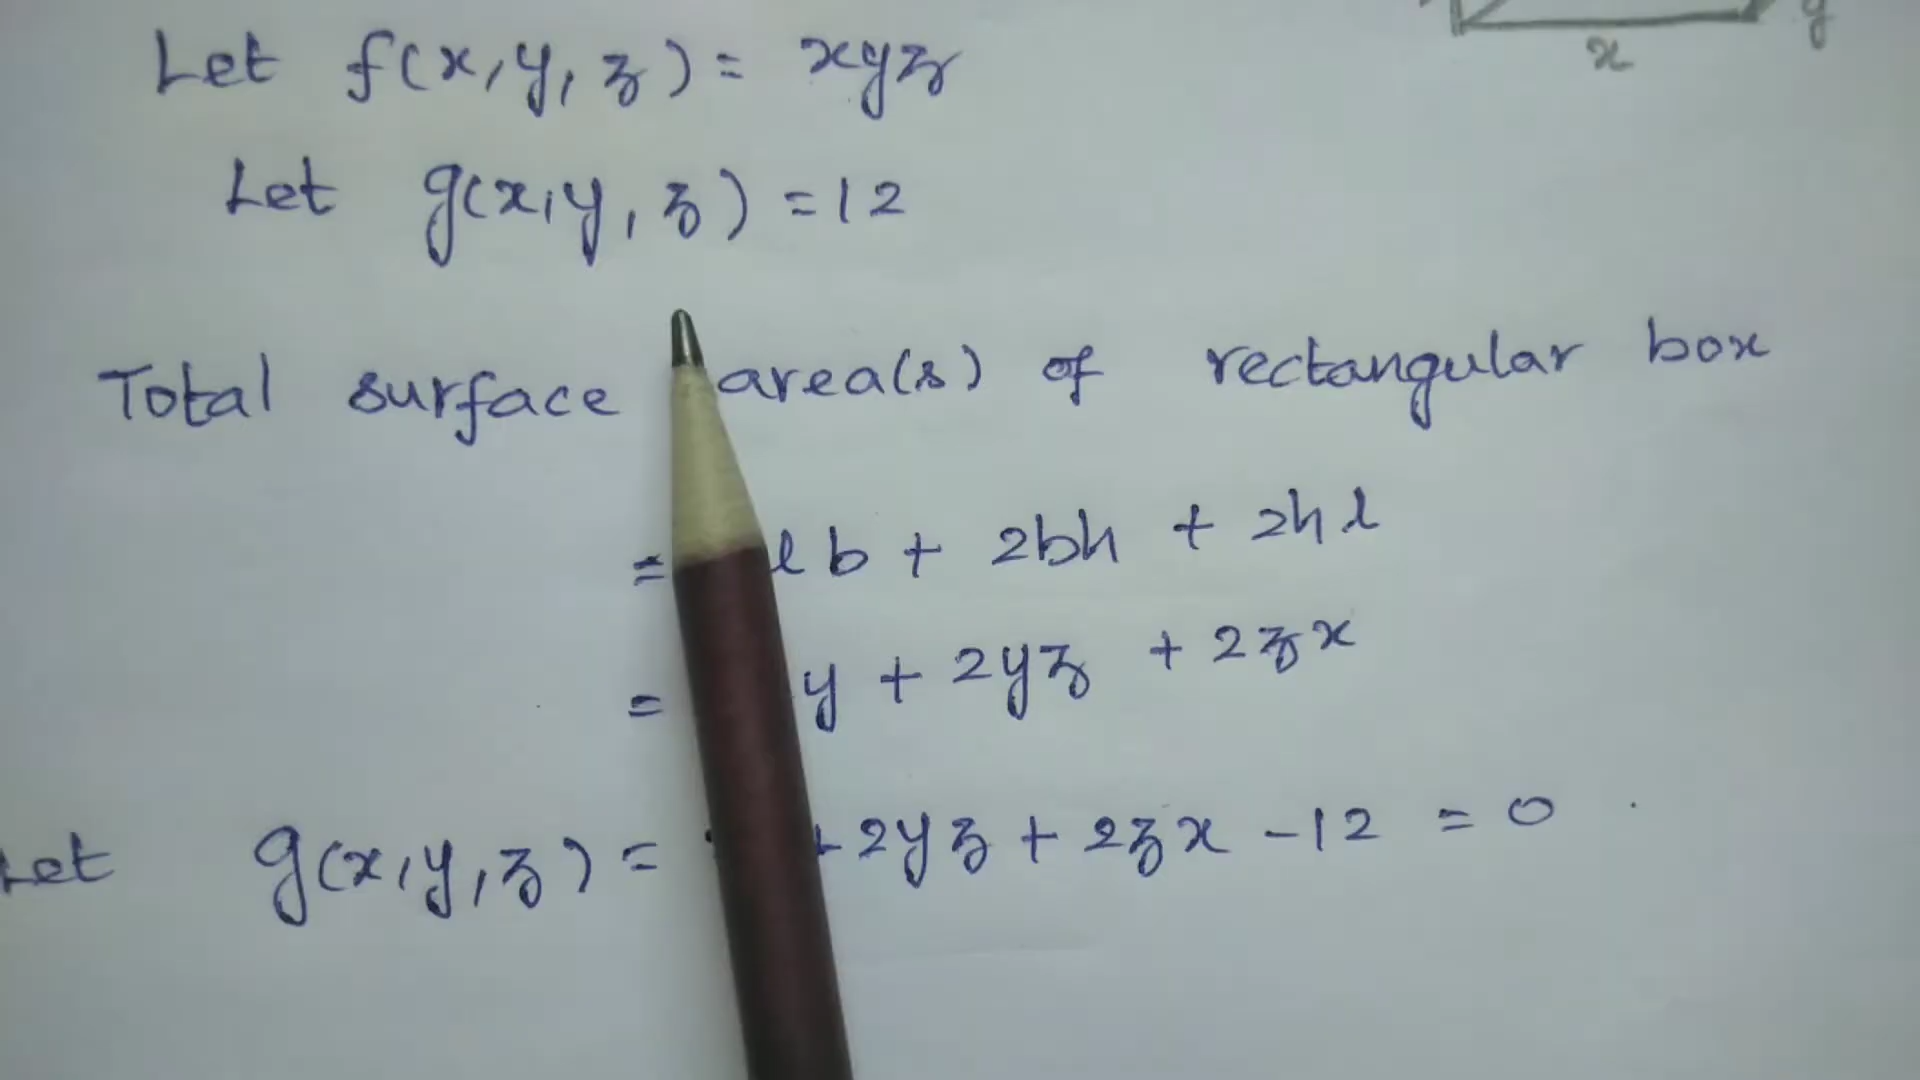 x y
Let f(x,y,z) = xyz
Let g(x,y,z) = 12
Total surface area(s) of rectangular box
= lb + 2bh + 2hl
= y + 2yz + 2zx
Let g(x,y,z) = +2yz + 2zx - 12 = 0